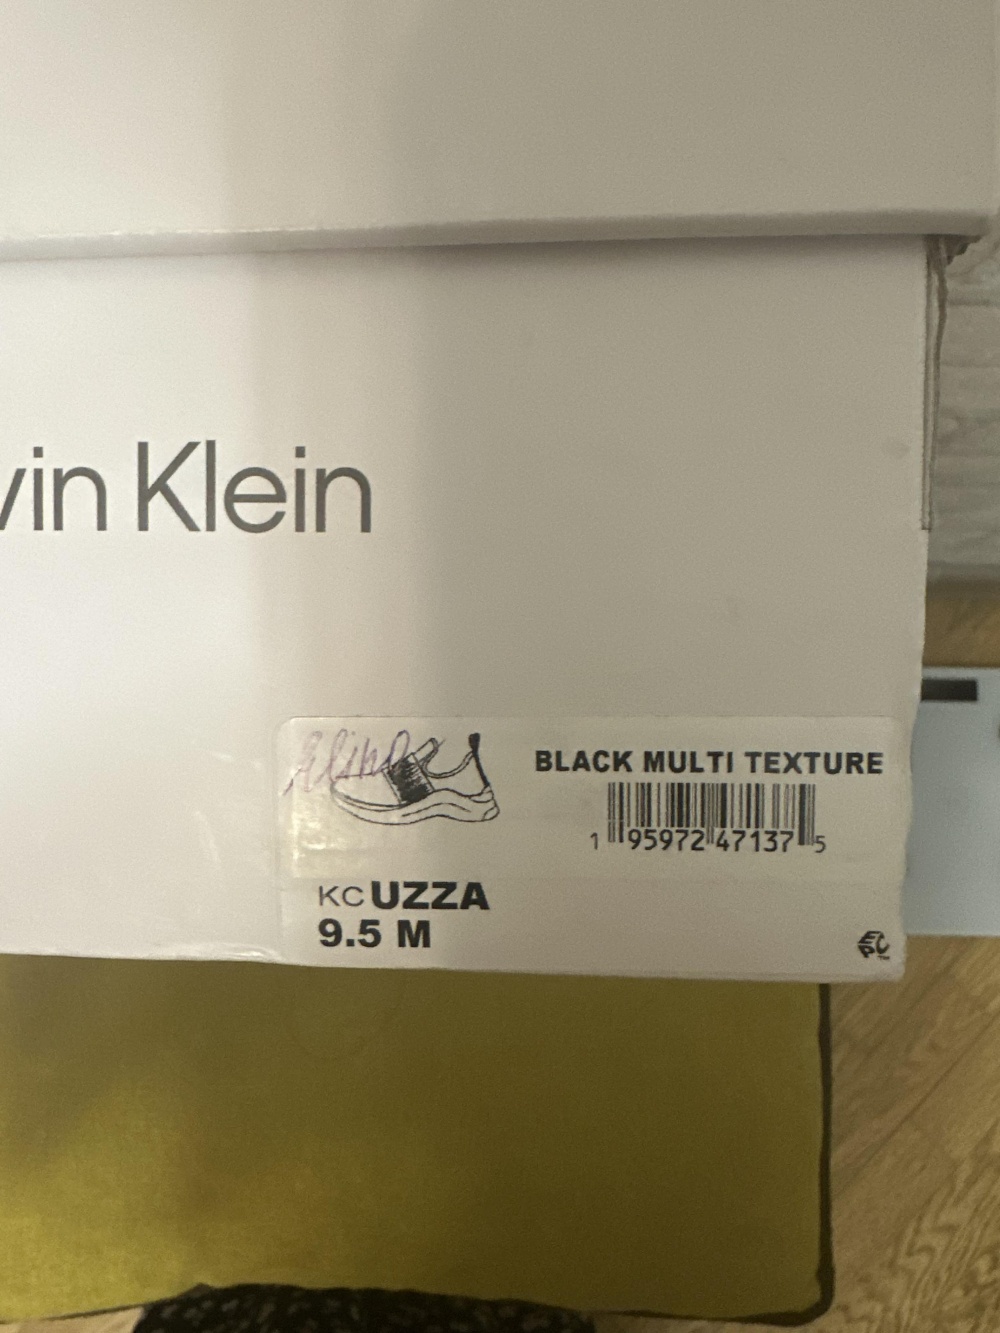 vin Klein
BLACK MULTI TEXTURE
1 95972 47137 5
KC UZZA
9.5 M